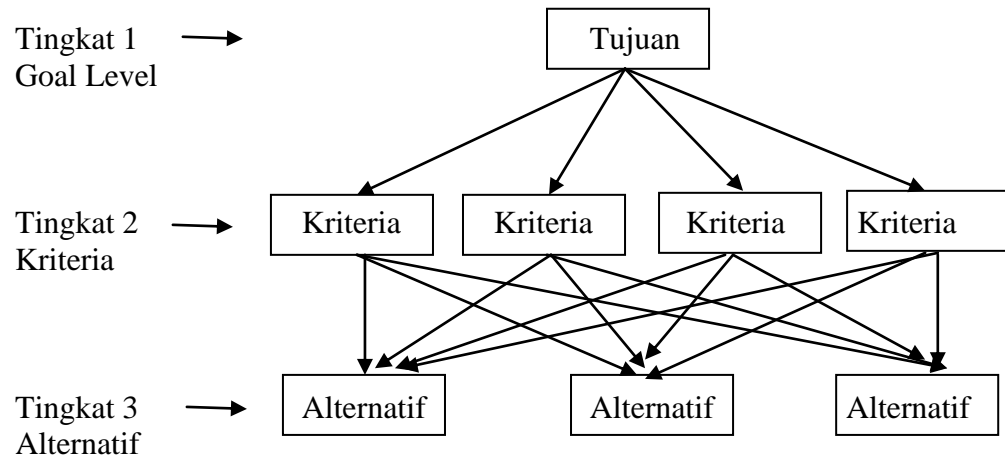 Tingkat 1
Goal Level
Tujuan
Tingkat 2
Kriteria
Kriteria
Kriteria
Kriteria
Kriteria
Tingkat 3
Alternatif
Alternatif
Alternatif
Alternatif